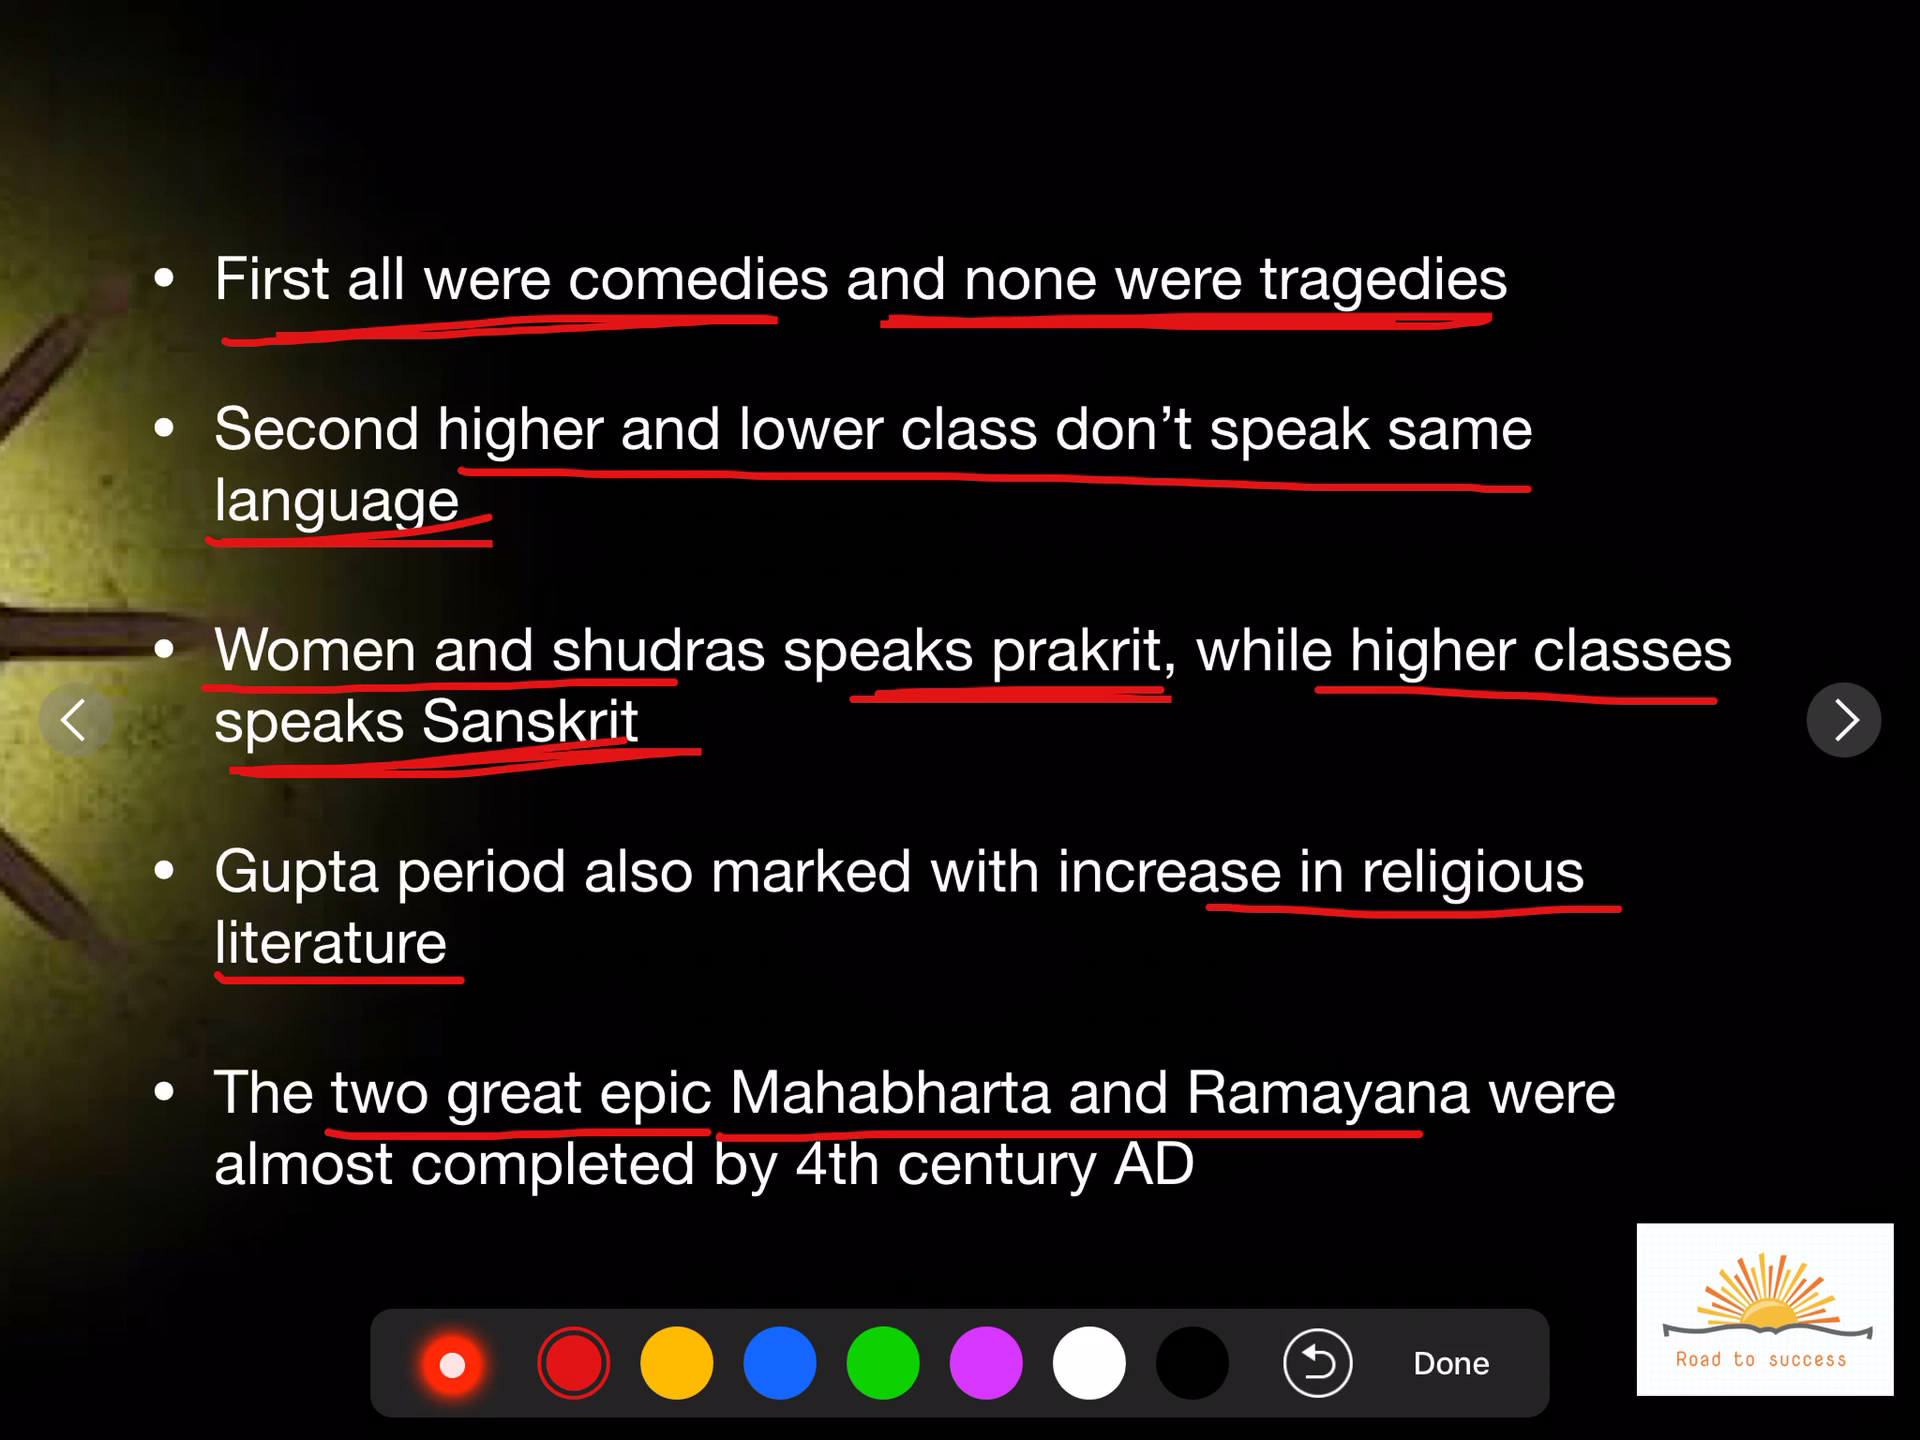 • First all were comedies and none were tragedies
• Second higher and lower class don’t speak same
language
• Women and shudras speaks prakrit, while higher classes
speaks Sanskrit
• Gupta period also marked with increase in religious
literature
• The two great epic Mahabharta and Ramayana were
almost completed by 4th century AD
Road to success
Done